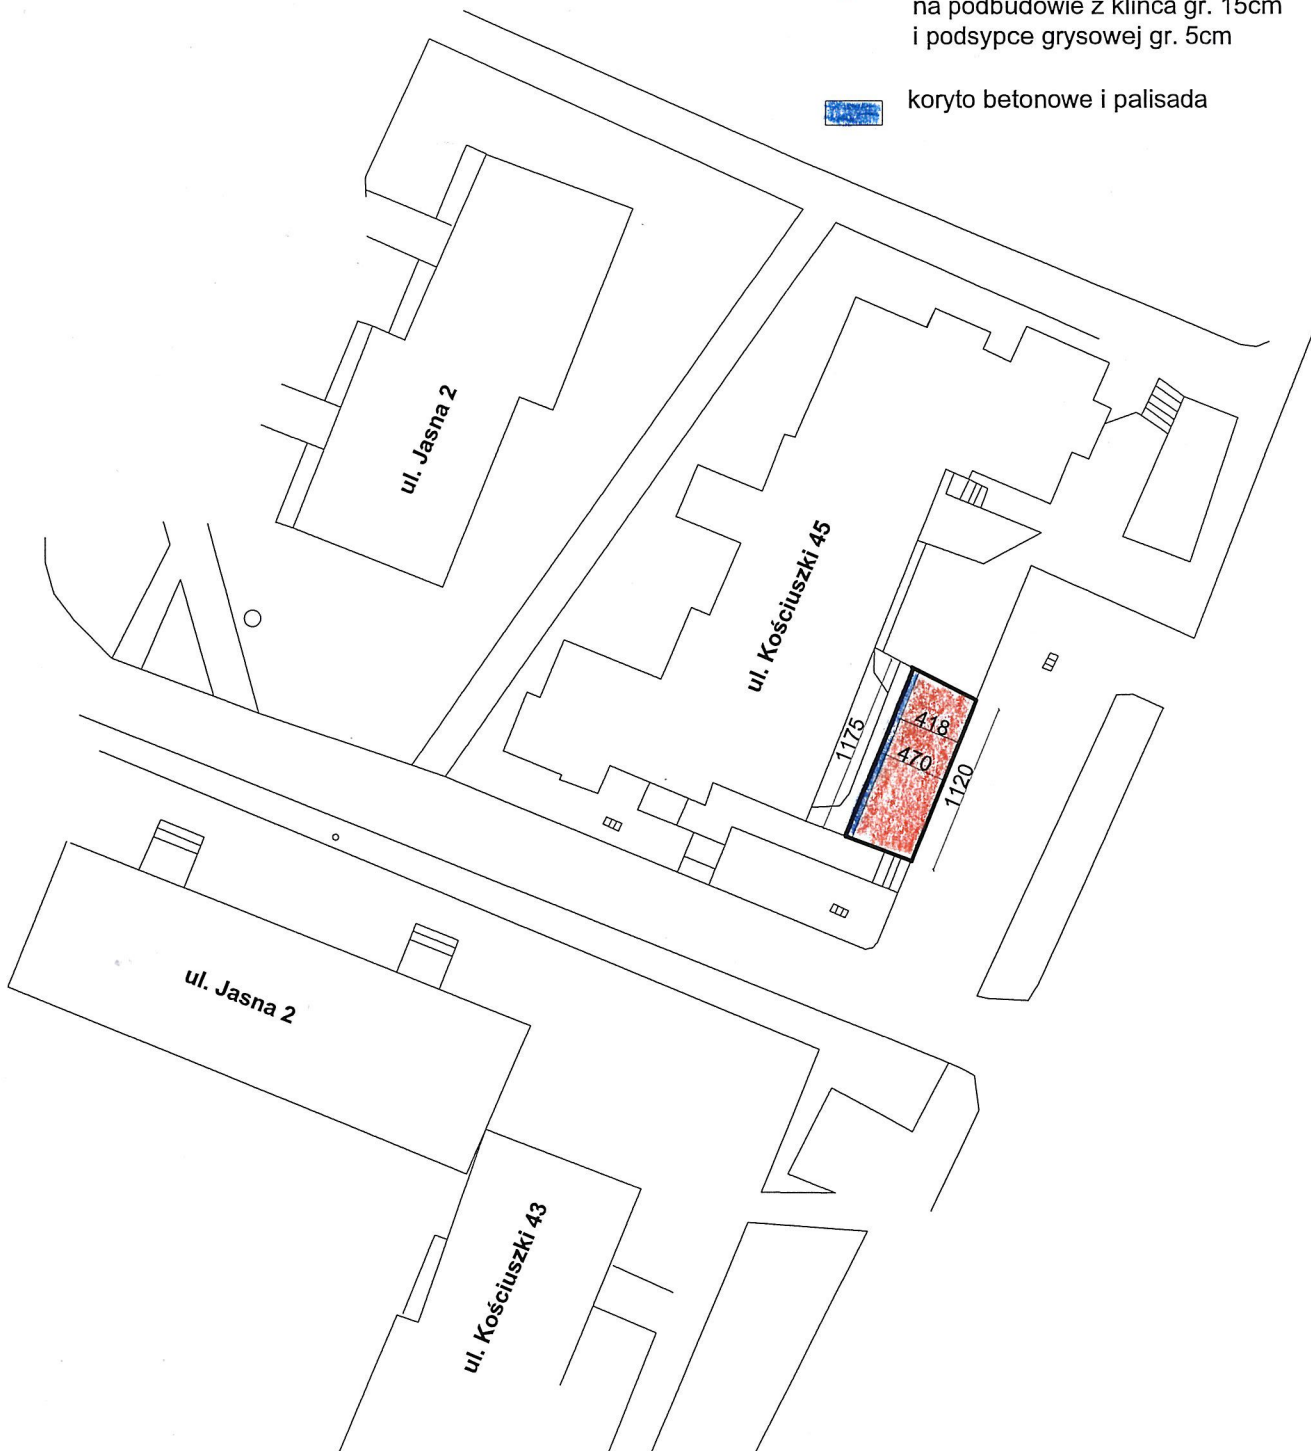 na podbudowie z klińca gr. 15cm
i podsypce grysowej gr. 5cm
koryto betonowe i palisada
ul. Jasna 2
ul. Kościuszki 45
1175
418
470
1120
ul. Jasna 2
ul. Kościuszki 43